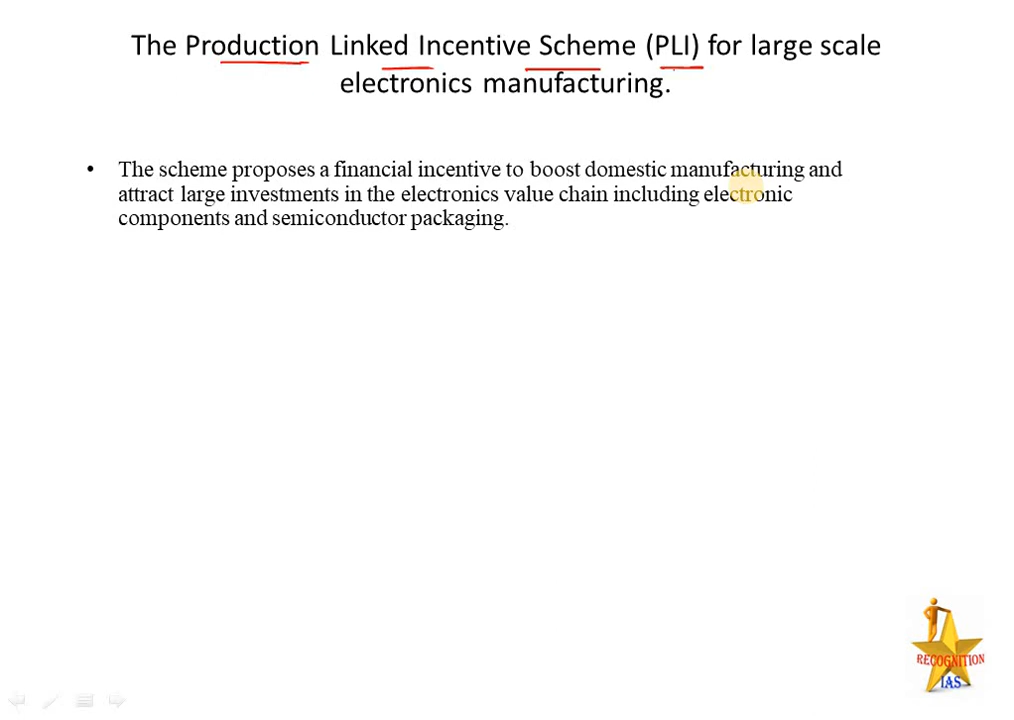 The Production Linked Incentive Scheme (PLI) for large scale
electronics manufacturing.
• The scheme proposes a financial incentive to boost domestic manufacturing and
attract large investments in the electronics value chain including electronic
components and semiconductor packaging.
RECOGNITION
IAS